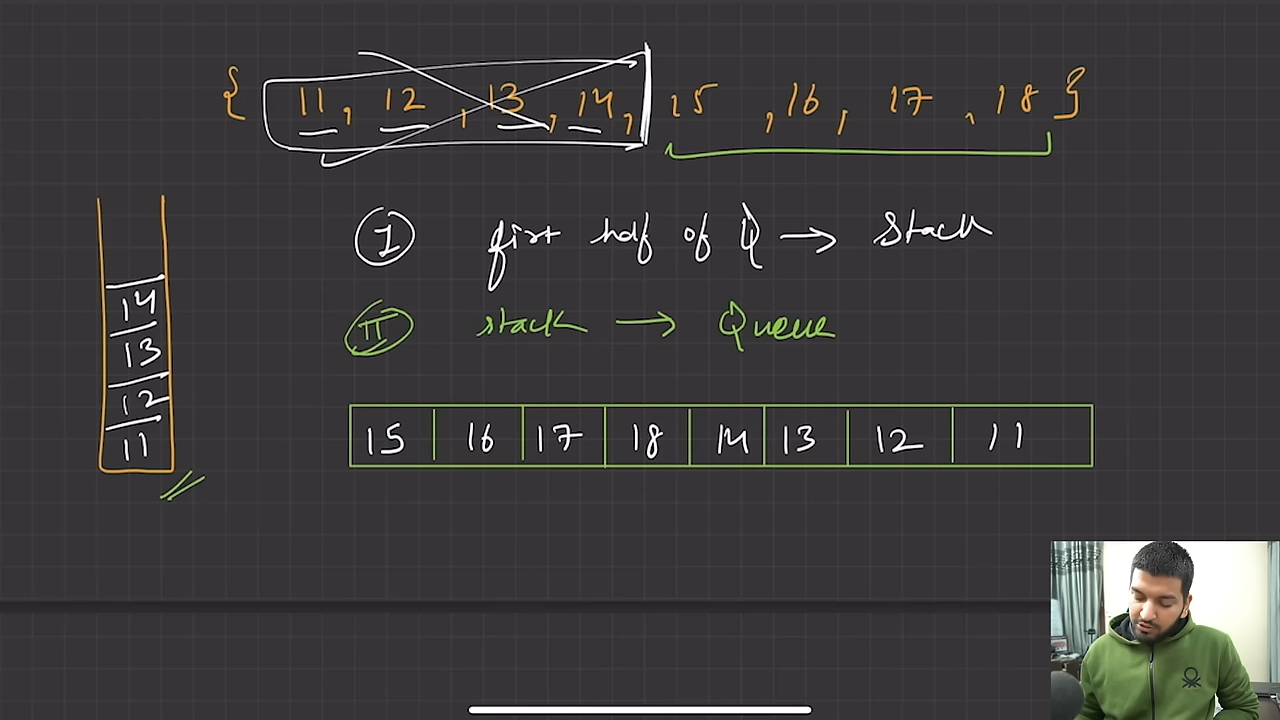 { 11, 12, 13, 14, 15, 16, 17, 18 }
I first half of Q → Stack
II stack → Queue
14
13
12
11
15 16 17 18 14 13 12 11